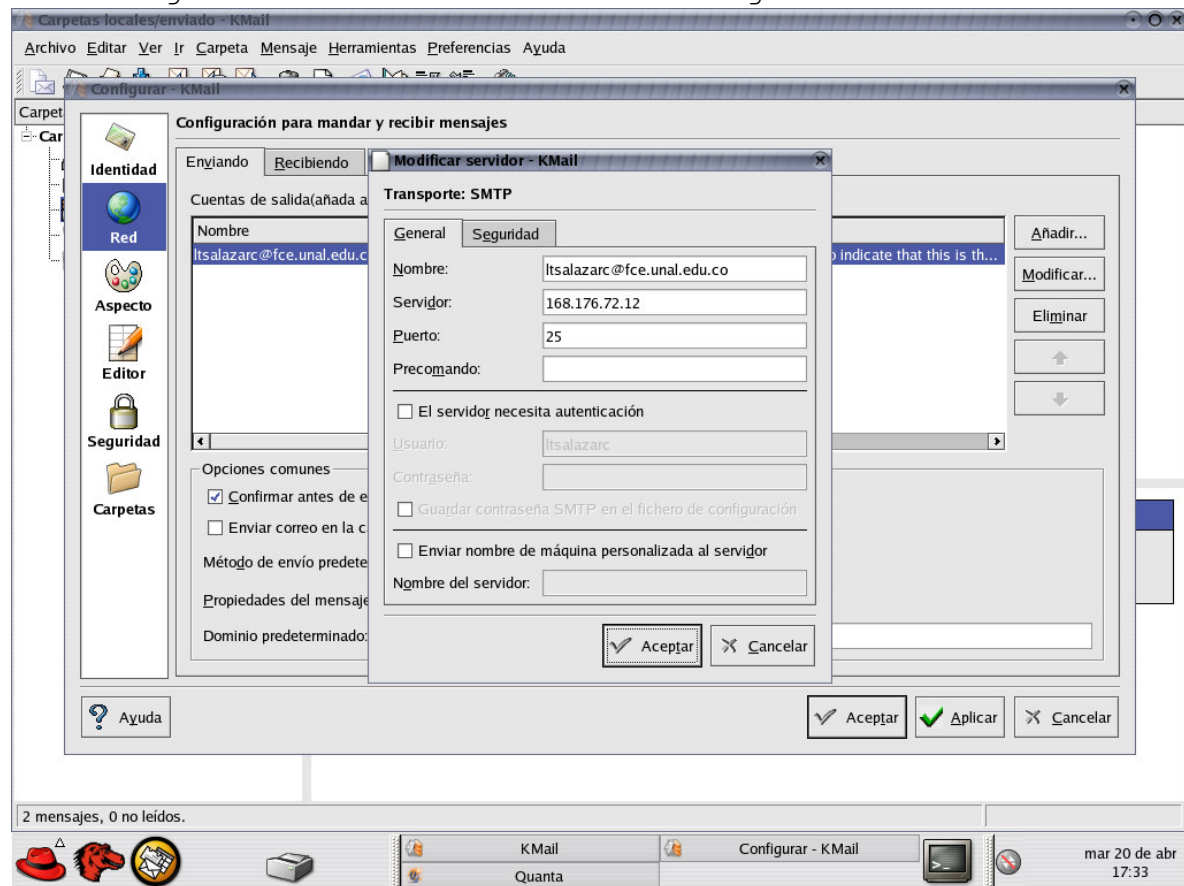 Carpetas locales/enviado - KMail
Archivo Editar Ver Ir Carpeta Mensaje Herramientas Preferencias Ayuda
Configurar - KMail
Carpet
Car
Configuración para mandar y recibir mensajes
Identidad
Red
Aspecto
Editor
Seguridad
Carpetas
Enviando Recibiendo
Cuentas de salida(añada a
Nombre
ltsalazarc@fce.unal.edu.c
o indicate that this is th...
Añadir...
Modificar...
Eliminar
Opciones comunes
Confirmar antes de e
Enviar correo en la c
Método de envío predete
Propiedades del mensaje
Dominio predeterminado:
Modificar servidor - KMail
Transporte: SMTP
General Seguridad
Nombre: ltsalazarc@fce.unal.edu.co
Servidor: 168.176.72.12
Puerto: 25
Precomando:
El servidor necesita autenticación
Usuario: ltsalazarc
Contraseña:
Guardar contraseña SMTP en el fichero de configuración
Enviar nombre de máquina personalizada al servidor
Nombre del servidor:
Aceptar Cancelar
Ayuda Aceptar Aplicar Cancelar
2 mensajes, 0 no leídos.
KMail Configurar - KMail
Quanta
mar 20 de abr
17:33